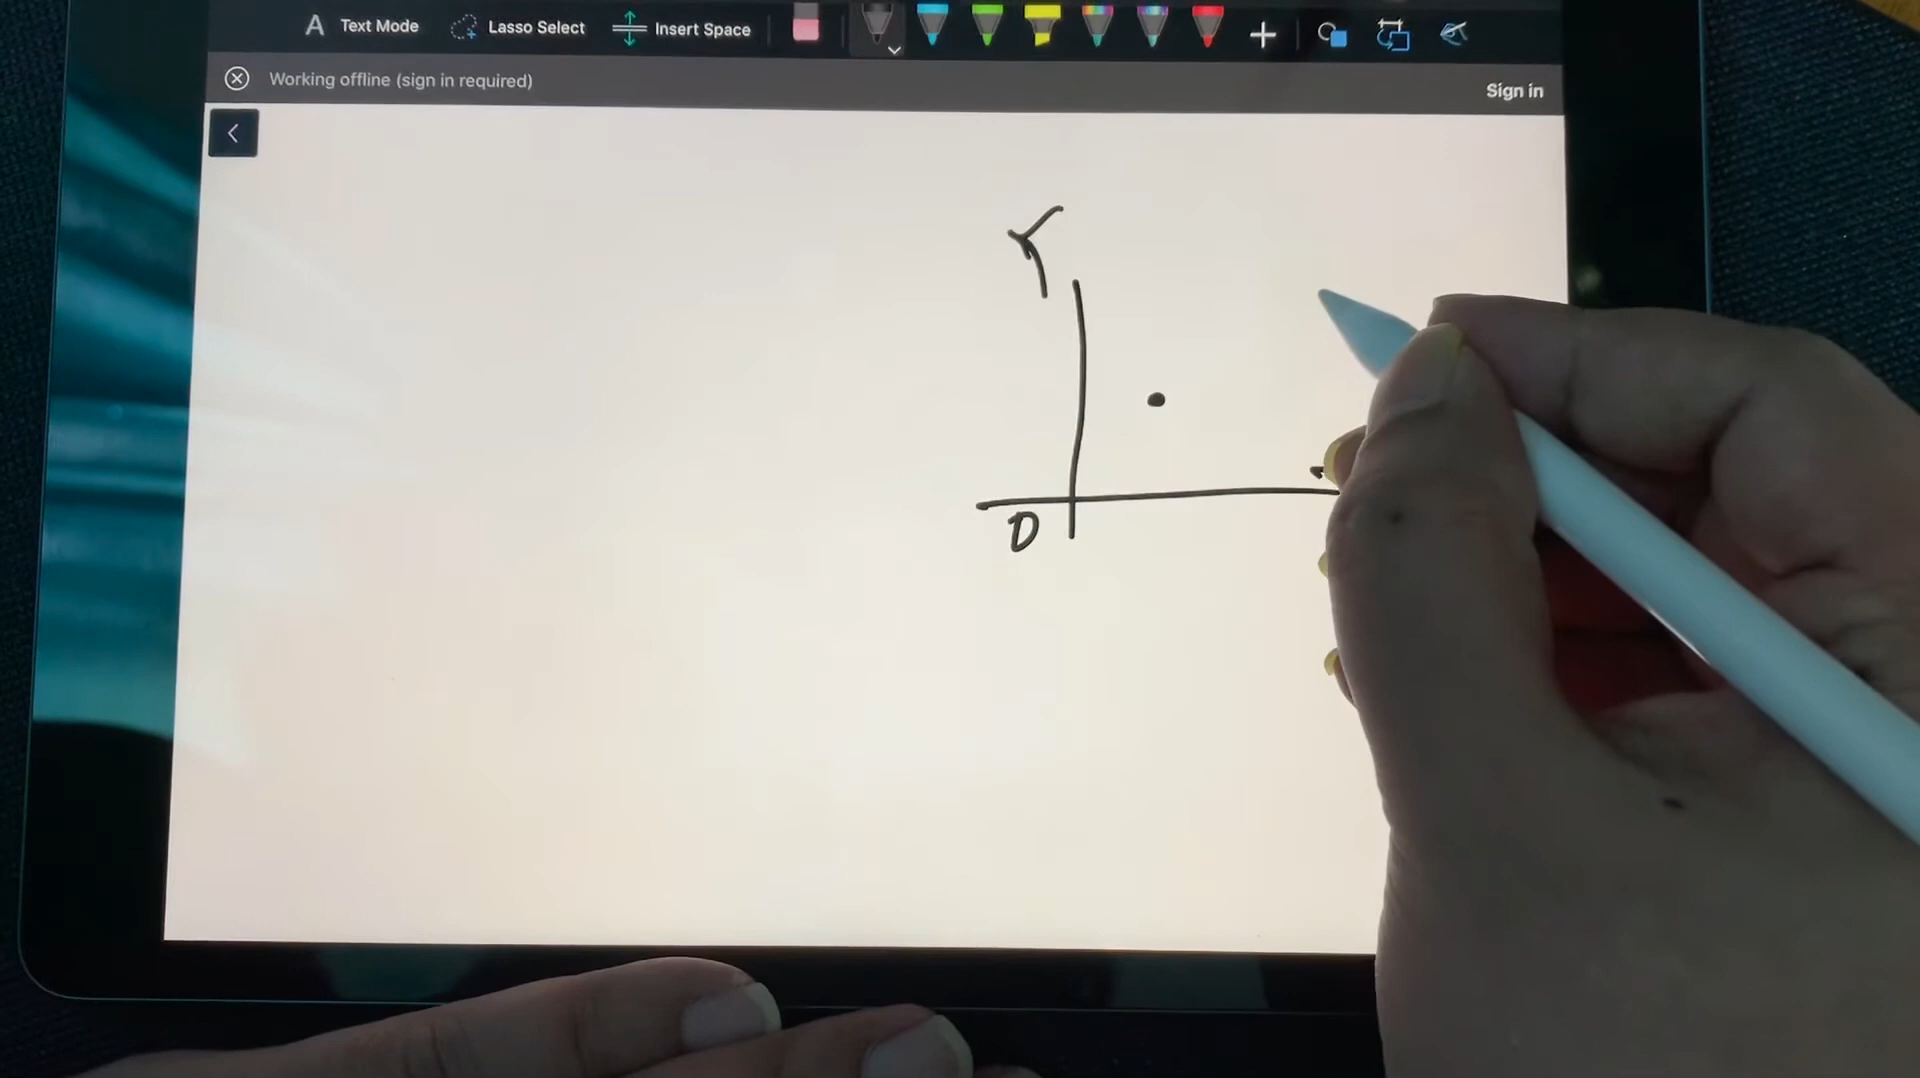 A Text Mode Lasso Select Insert Space
Working offline (sign in required) Sign in
Y
O